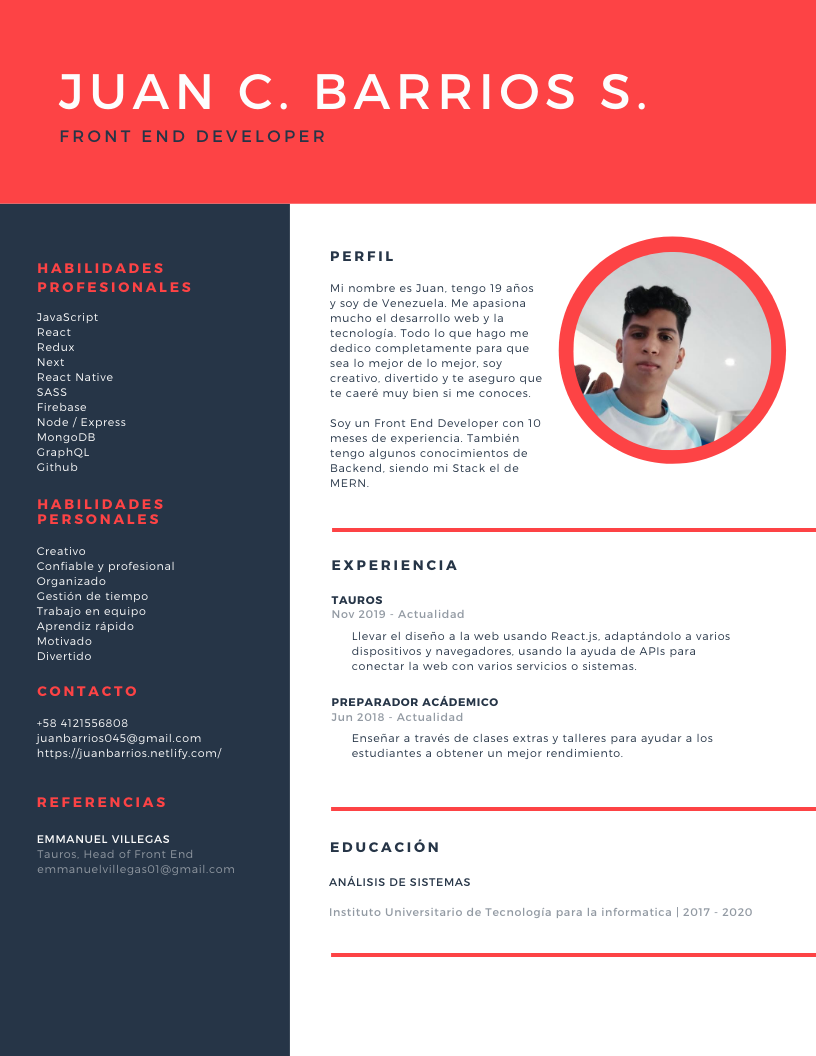 JUAN C. BARRIOS S.
FRONT END DEVELOPER
HABILIDADES
PROFESIONALES
JavaScript
React
Redux
Next
React Native
SASS
Firebase
Node / Express
MongoDB
GraphQL
Github
HABILIDADES
PERSONALES
Creativo
Confiable y profesional
Organizado
Gestión de tiempo
Trabajo en equipo
Aprendiz rápido
Motivado
Divertido
CONTACTO
+58 4121556808
juanbarrios045@gmail.com
https://juanbarrios.netlify.com/
REFERENCIAS
EMMANUEL VILLEGAS
Tauros, Head of Front End
emmanuelvillegas01@gmail.com
PERFIL
Mi nombre es Juan, tengo 19 años
y soy de Venezuela. Me apasiona
mucho el desarrollo web y la
tecnología. Todo lo que hago me
dedico completamente para que
sea lo mejor de lo mejor, soy
creativo, divertido y te aseguro que
te caeré muy bien si me conoces.
Soy un Front End Developer con 10
meses de experiencia. También
tengo algunos conocimientos de
Backend, siendo mi Stack el de
MERN.
EXPERIENCIA
TAUROS
Nov 2019 - Actualidad
Llevar el diseño a la web usando React.js, adaptándolo a varios
dispositivos y navegadores, usando la ayuda de APIs para
conectar la web con varios servicios o sistemas.
PREPARADOR ACÁDEMICO
Jun 2018 - Actualidad
Enseñar a través de clases extras y talleres para ayudar a los
estudiantes a obtener un mejor rendimiento.
EDUCACIÓN
ANÁLISIS DE SISTEMAS
Instituto Universitario de Tecnología para la informatica | 2017 - 2020